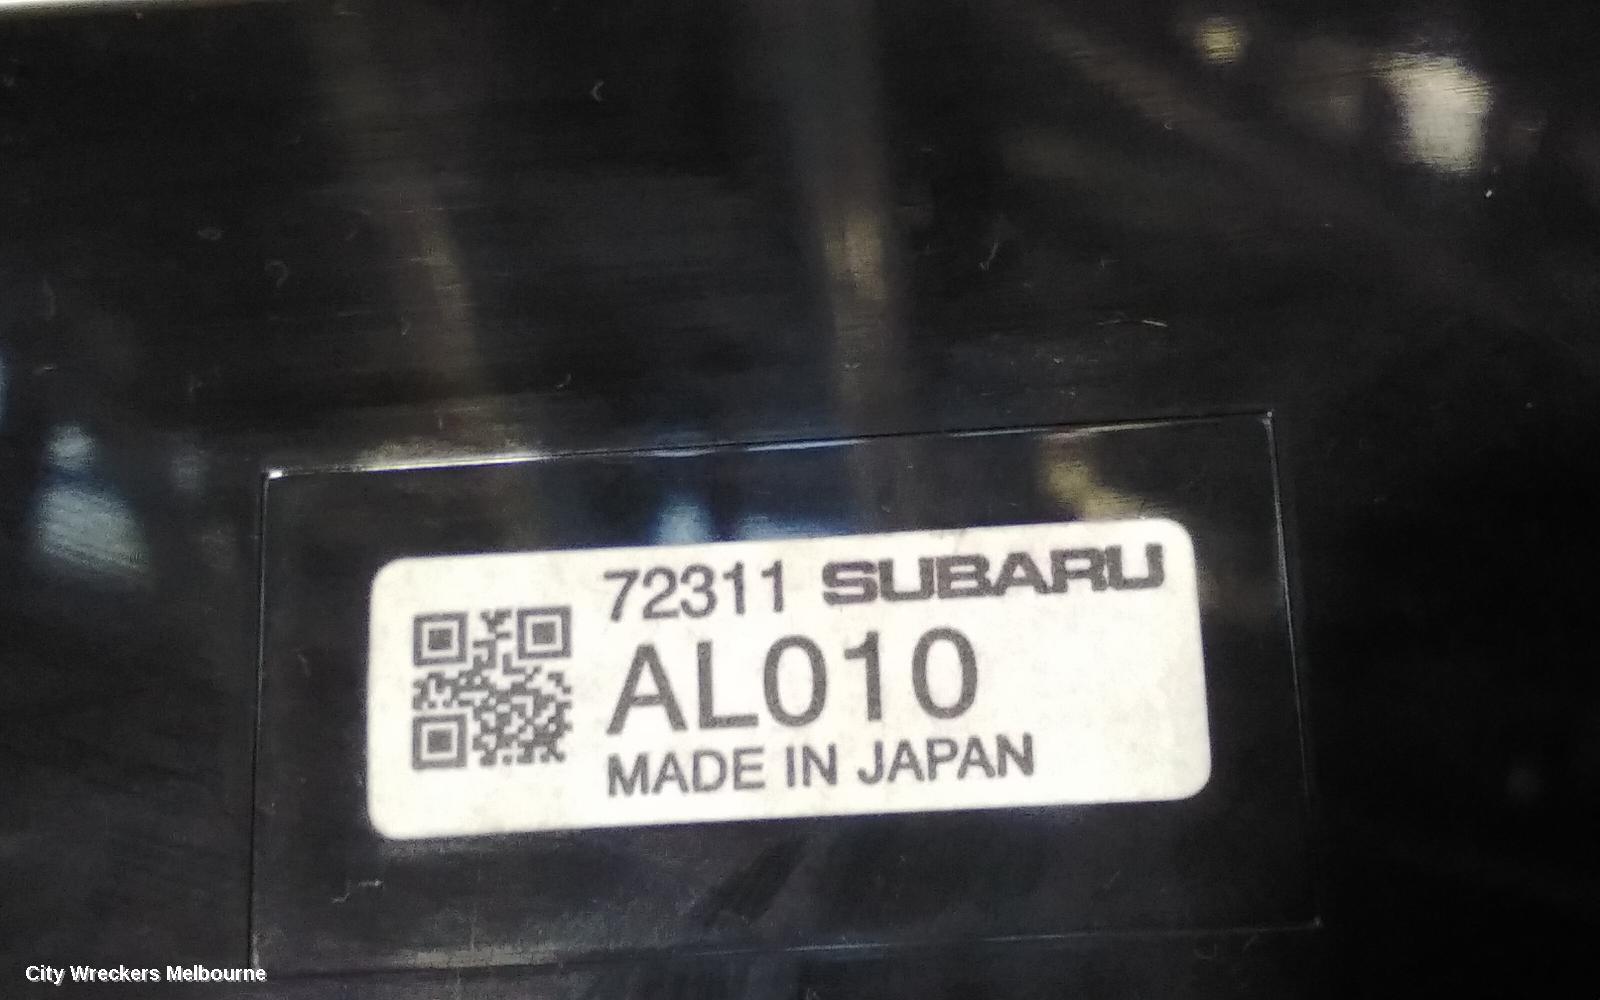 72311 SUBARU
AL010
MADE IN JAPAN
City Wreckers Melbourne